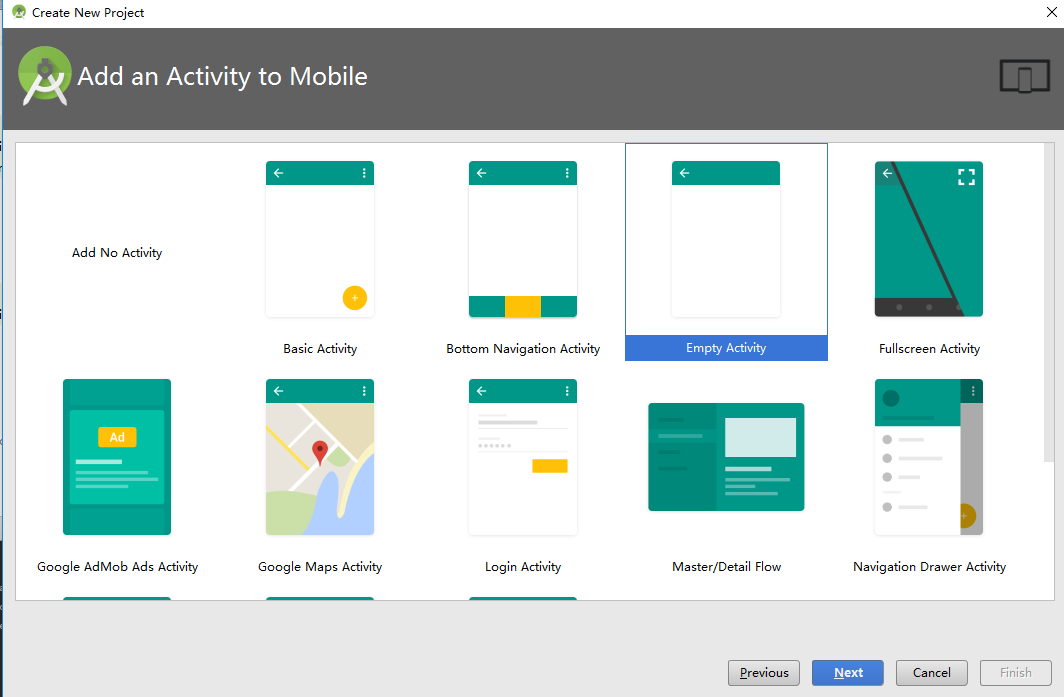 Create New Project
Add an Activity to Mobile
Add No Activity
Basic Activity
Bottom Navigation Activity
Empty Activity
Fullscreen Activity
Ad
Google AdMob Ads Activity
Google Maps Activity
Login Activity
Master/Detail Flow
Navigation Drawer Activity
Previous
Next
Cancel
Finish